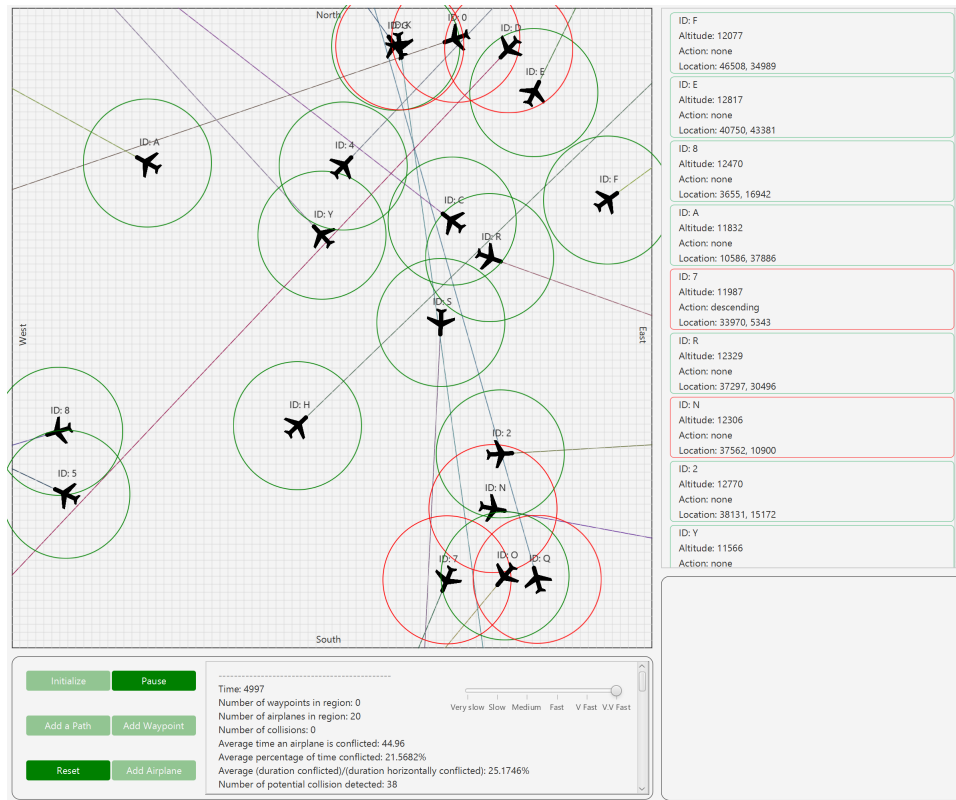 North
ID: 0
ID: D
ID: E
ID: A
ID: 4
ID: F
ID: C
ID: Y
ID: R
ID: S
West
East
ID: H
ID: 8
ID: 2
ID: 5
ID: N
ID: 7
ID: O
ID: Q
South
ID: F
Altitude: 12077
Action: none
Location: 46508, 34989
ID: E
Altitude: 12817
Action: none
Location: 40750, 43381
ID: 8
Altitude: 12470
Action: none
Location: 3655, 16942
ID: A
Altitude: 11832
Action: none
Location: 10586, 37886
ID: 7
Altitude: 11987
Action: descending
Location: 33970, 5343
ID: R
Altitude: 12329
Action: none
Location: 37297, 30496
ID: N
Altitude: 12306
Action: none
Location: 37562, 10900
ID: 2
Altitude: 12770
Action: none
Location: 38131, 15172
ID: Y
Altitude: 11566
Action: none
Initialize
Pause
Add a Path
Add Waypoint
Reset
Add Airplane
--------------------------------------------------------
Time: 4997
Number of waypoints in region: 0
Number of airplanes in region: 20
Number of collisions: 0
Average time an airplane is conflicted: 44.96
Average percentage of time conflicted: 21.5682%
Average (duration conflicted)/(duration horizontally conflicted): 25.1746%
Number of potential collision detected: 38
Very slow Slow Medium Fast V Fast V.V Fast